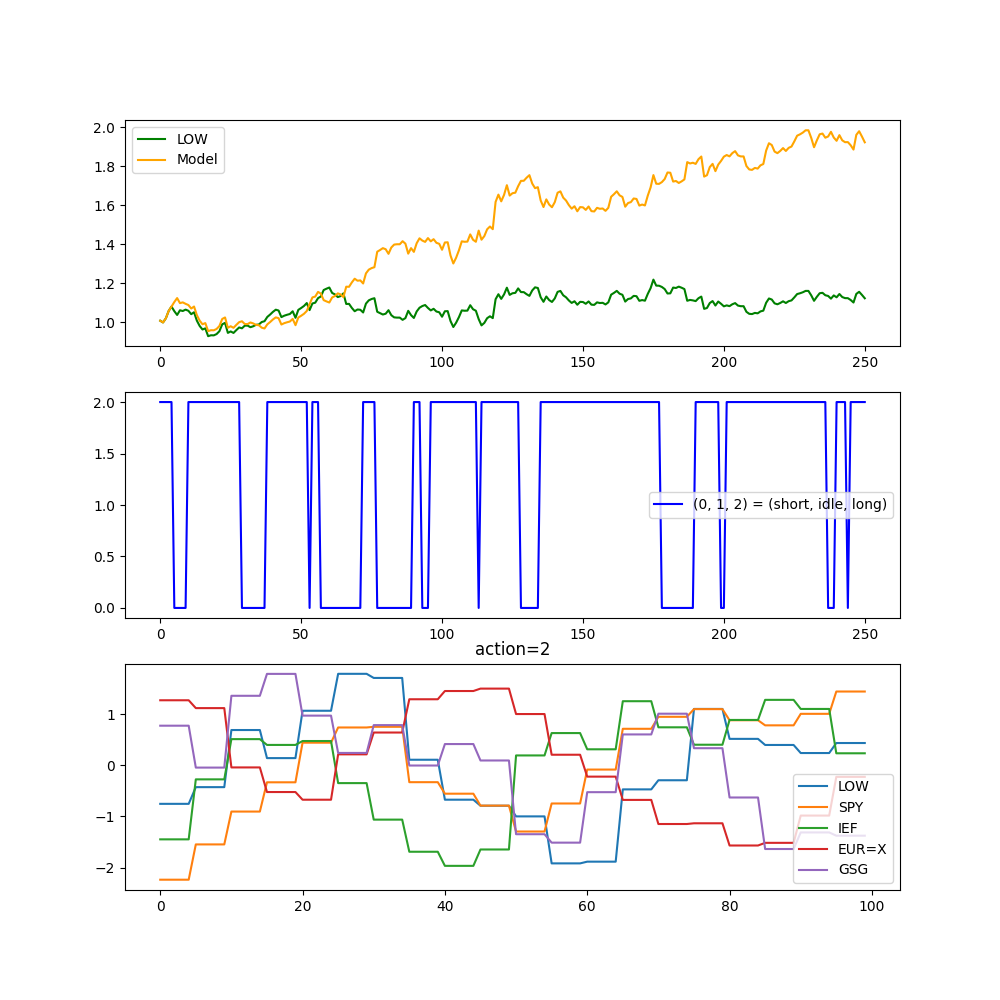 2.0
1.8
1.6
1.4
1.2
1.0
LOW
Model
0 50 100 150 200 250
2.0
1.5
1.0
0.5
0.0
(0, 1, 2) = (short, idle, long)
0 50 100 150 200 250
action=2
1
0
−1
−2
LOW
SPY
IEF
EUR=X
GSG
0 20 40 60 80 100